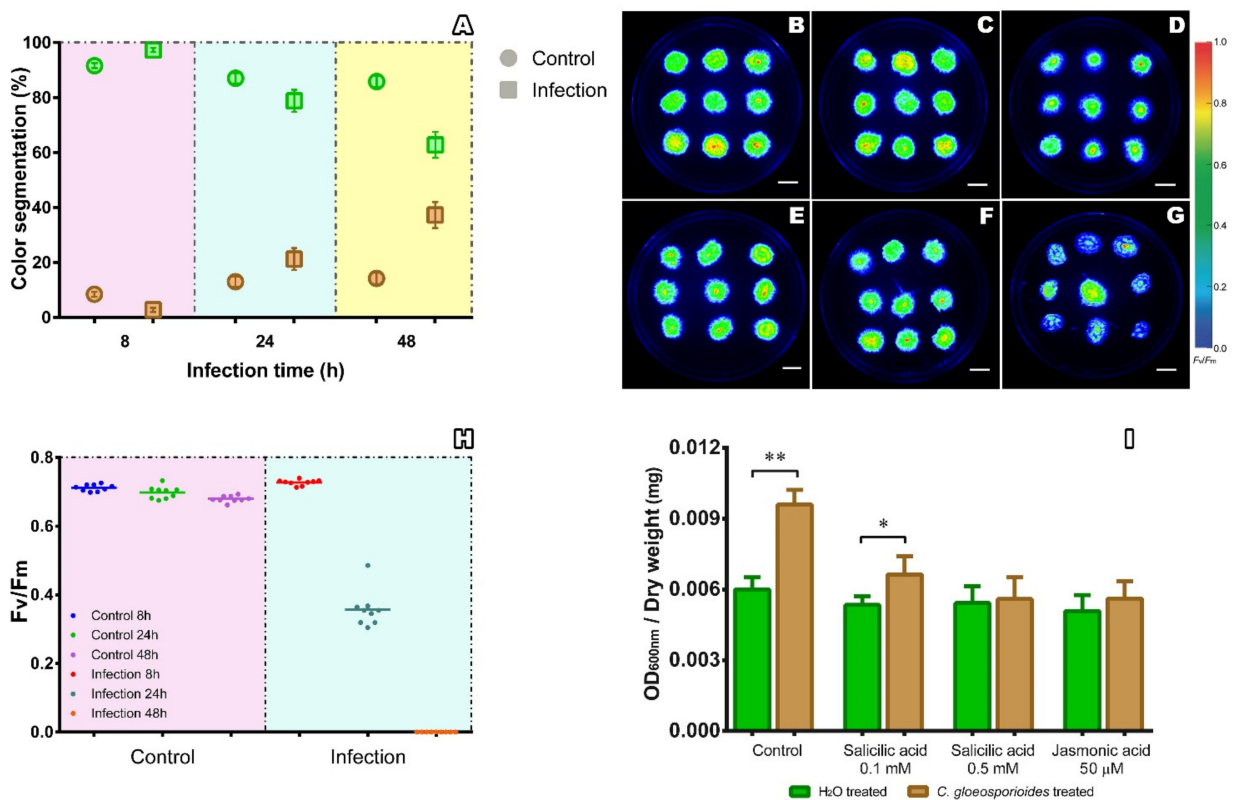 A
Color segmentation (%)
100
80
60
40
20
0
8
24
48
Infection time (h)
Control
Infection
B
C
D
E
F
G
1.0
0.8
0.6
0.4
0.2
0.0
Fv/Fm
H
Fv/Fm
0.8
0.6
0.4
0.2
0.0
Control 8h
Control 24h
Control 48h
Infection 8h
Infection 24h
Infection 48h
Control
Infection
I
OD600nm / Dry weight (mg)
0.012
0.009
0.006
0.003
0.000
**
*
Control
Salicilic acid
0.1 mM
Salicilic acid
0.5 mM
Jasmonic acid
50 µM
H2O treated
C. gloeosporioides treated